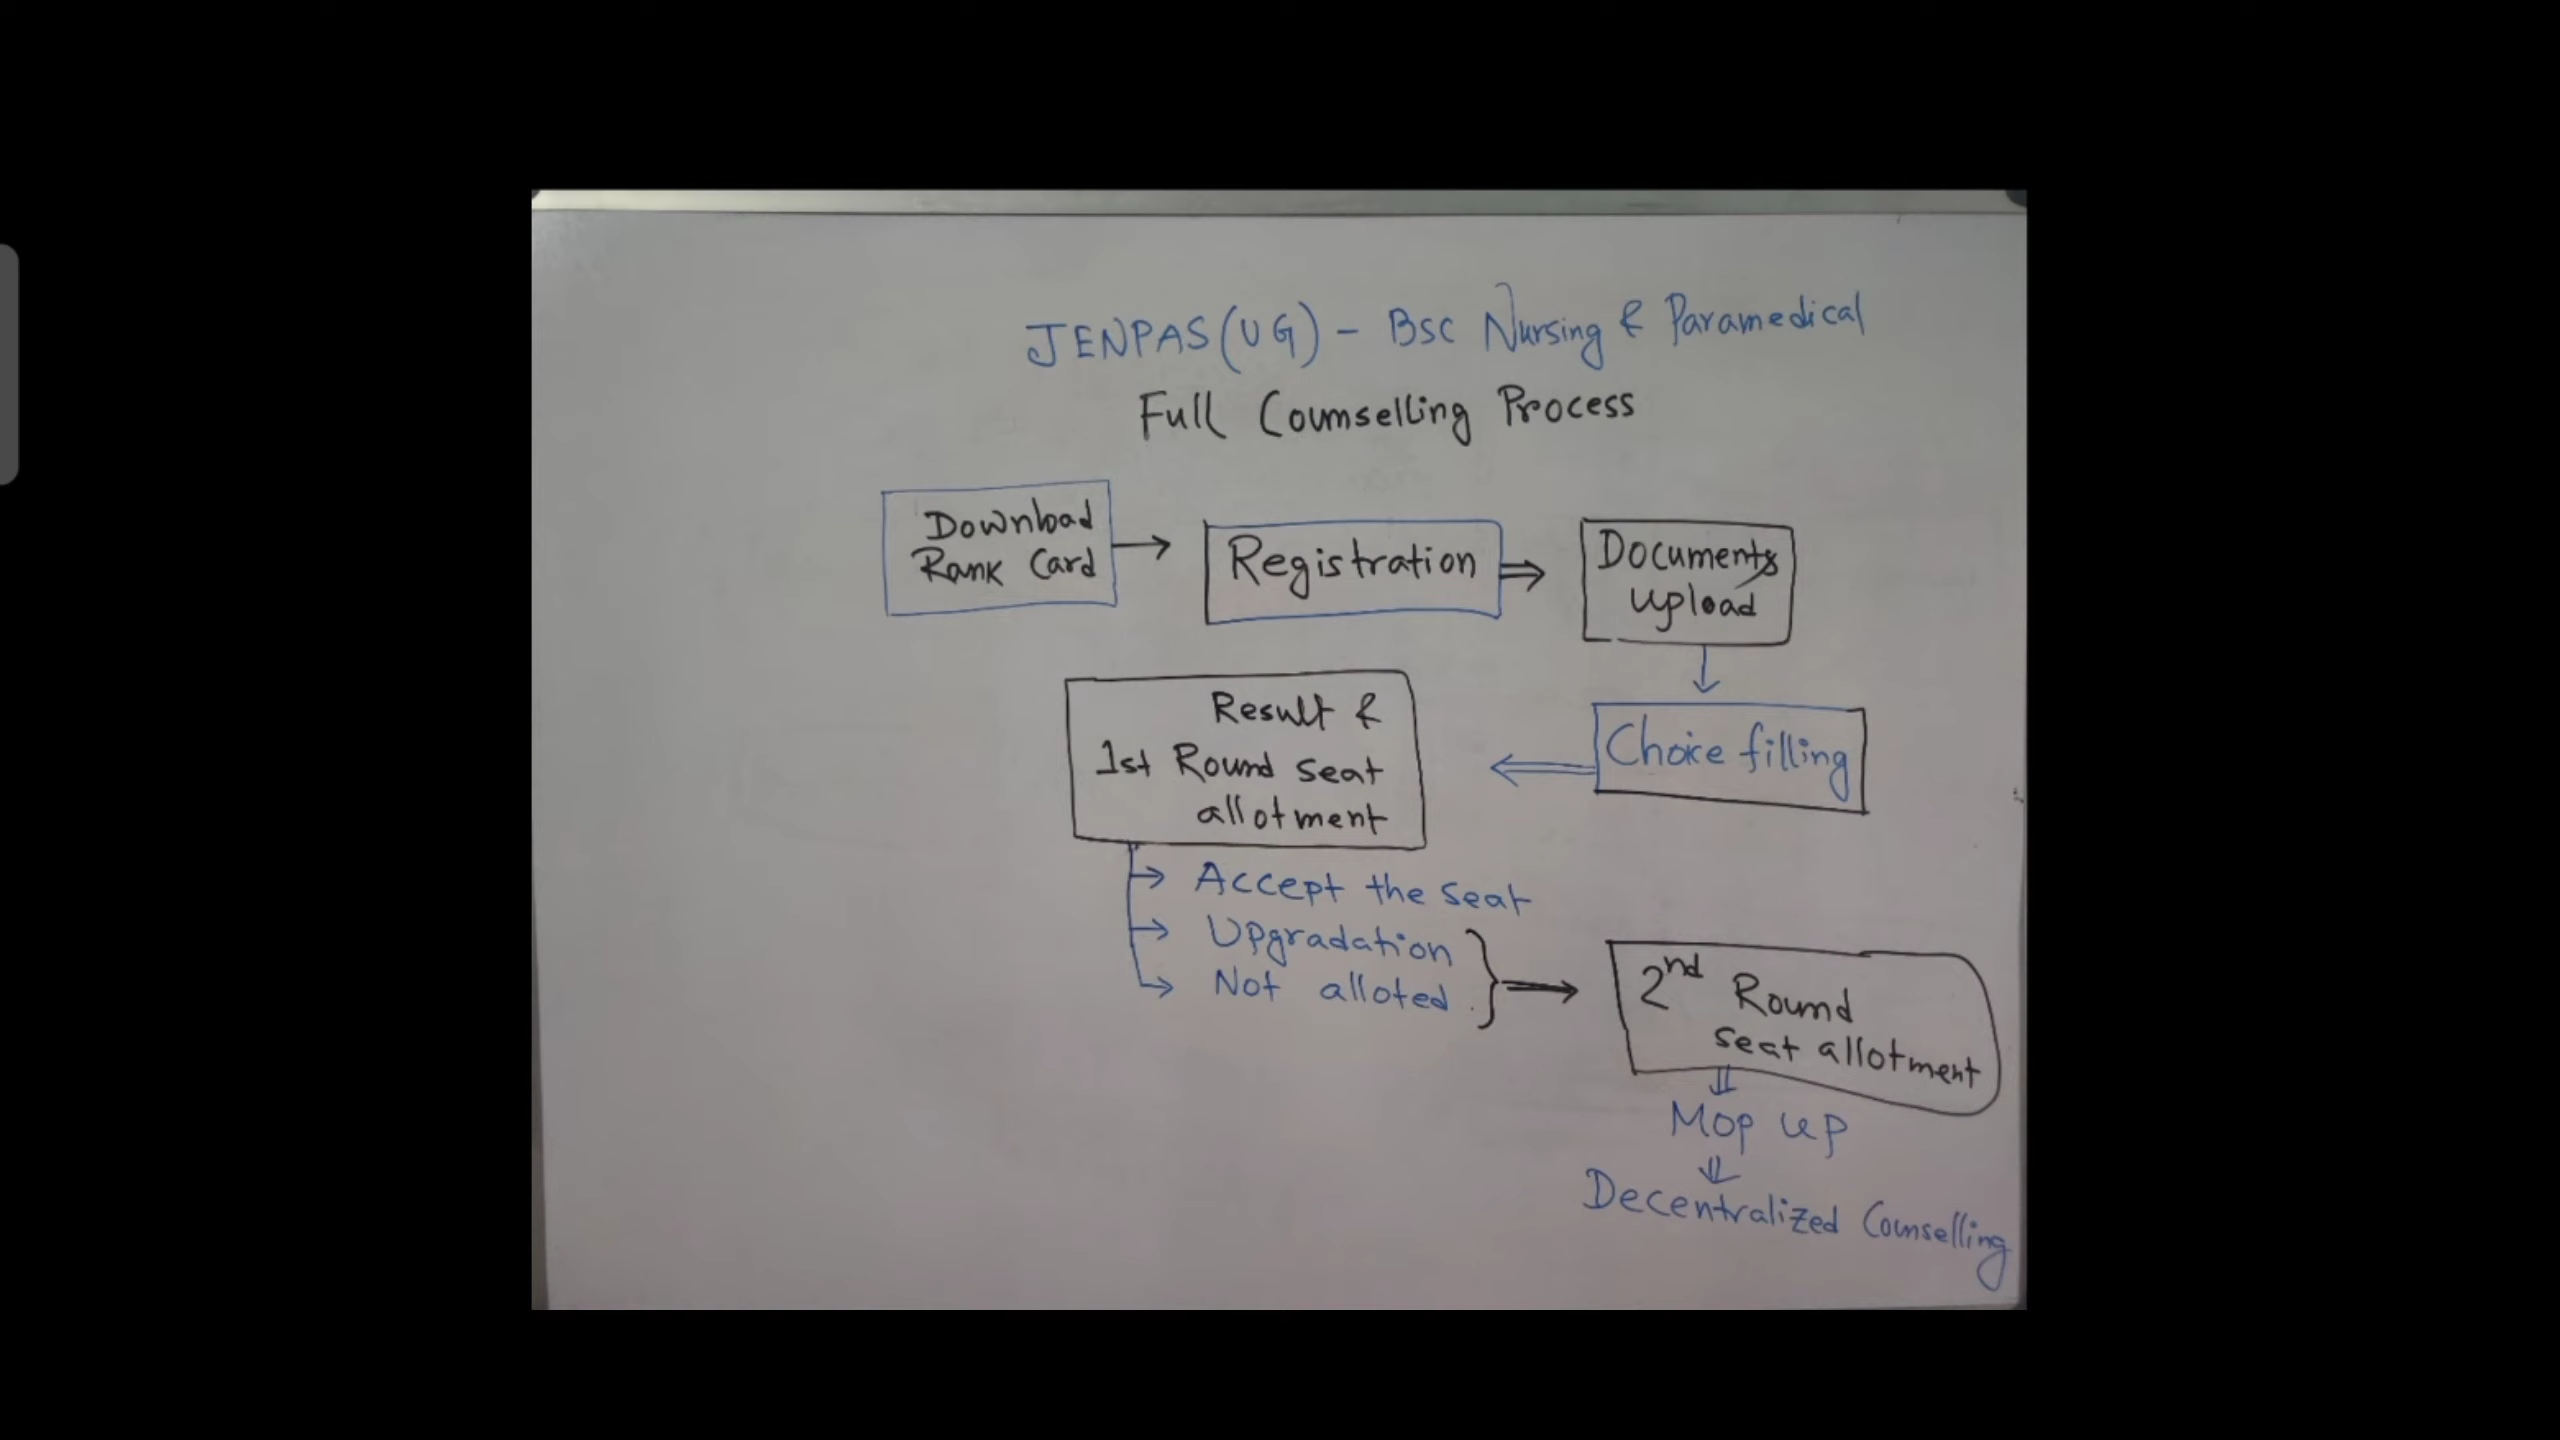 JENPAS(UG) - BSC Nursing & Paramedical
Full Counselling Process
Download
Rank Card
Registration
Documents
Upload
Choice filling
Result &
1st Round seat
allotment
Accept the seat
Upgradation
Not alloted
2nd Round
seat allotment
Mop up
Decentralized Counselling